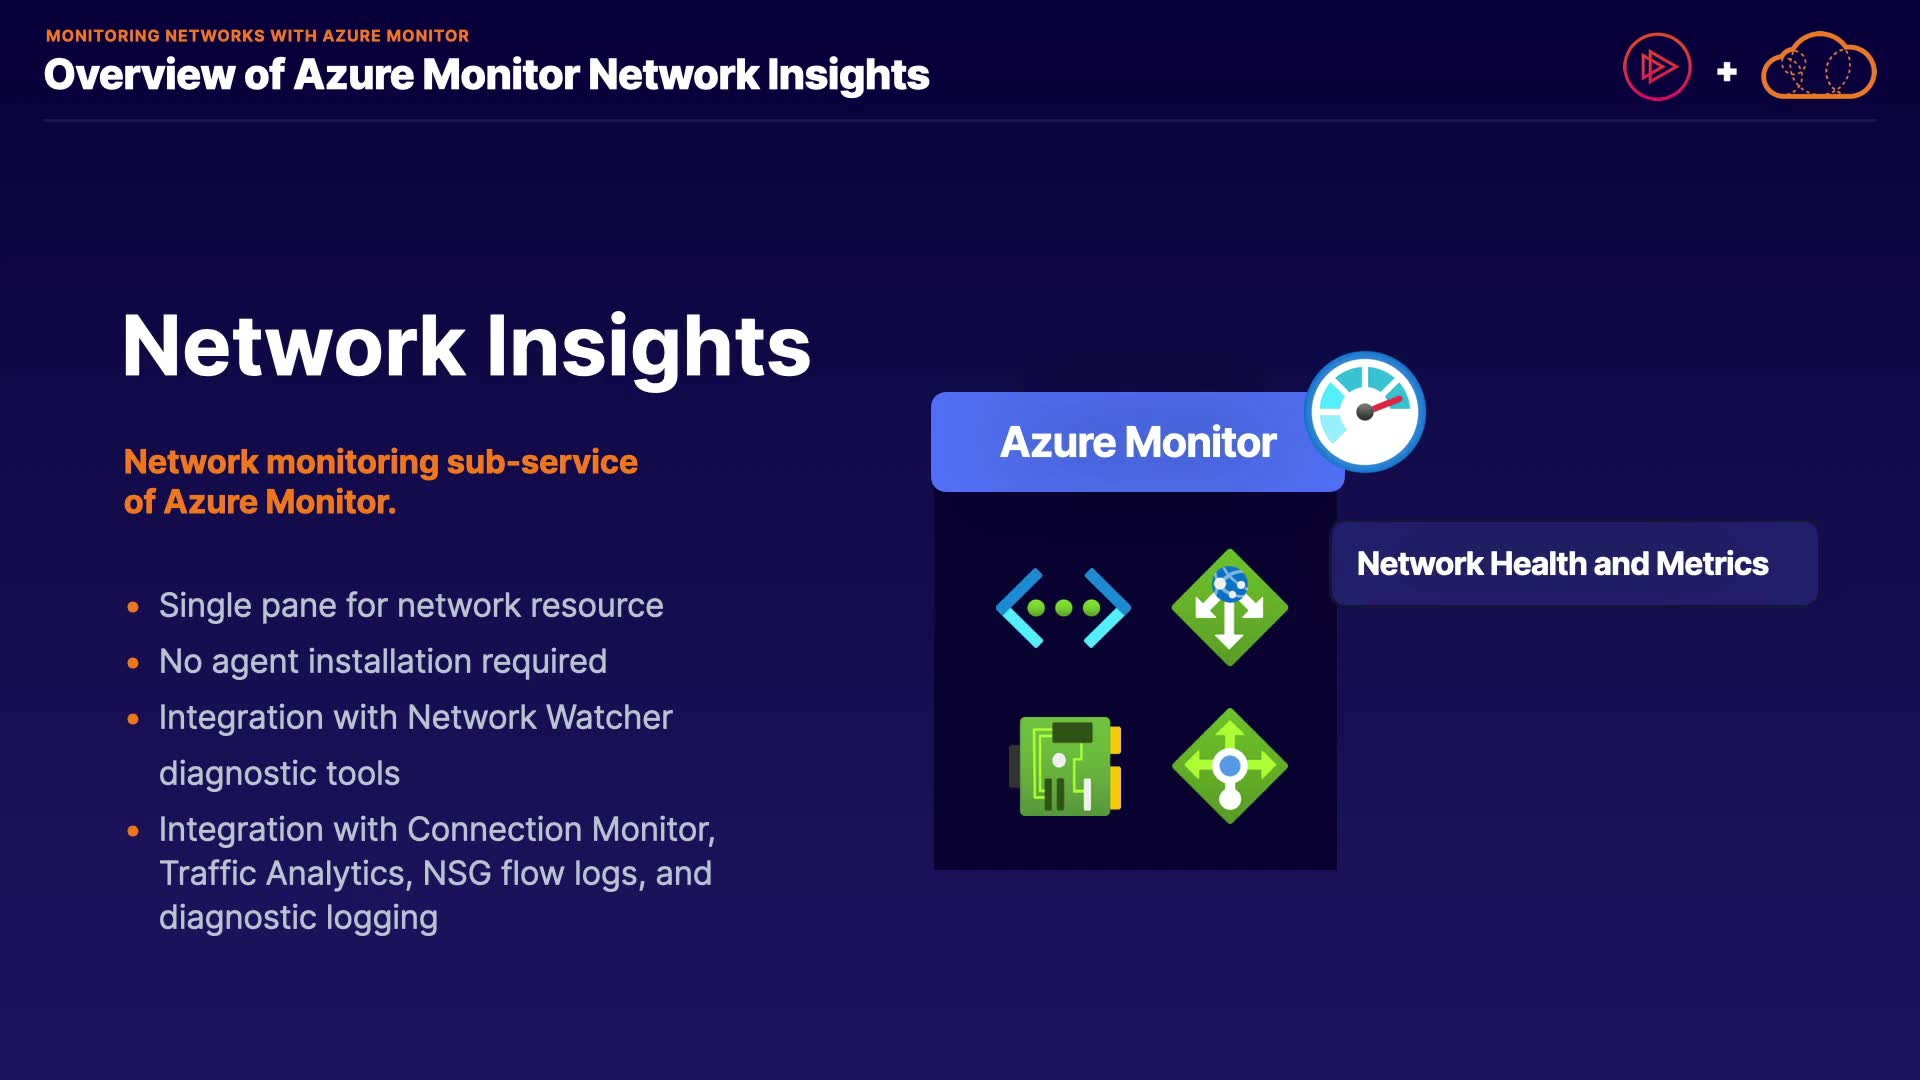 MONITORING NETWORKS WITH AZURE MONITOR
Overview of Azure Monitor Network Insights
Network Insights
Network monitoring sub-service
of Azure Monitor.
Single pane for network resource
No agent installation required
Integration with Network Watcher
diagnostic tools
Integration with Connection Monitor,
Traffic Analytics, NSG flow logs, and
diagnostic logging
Azure Monitor
Network Health and Metrics